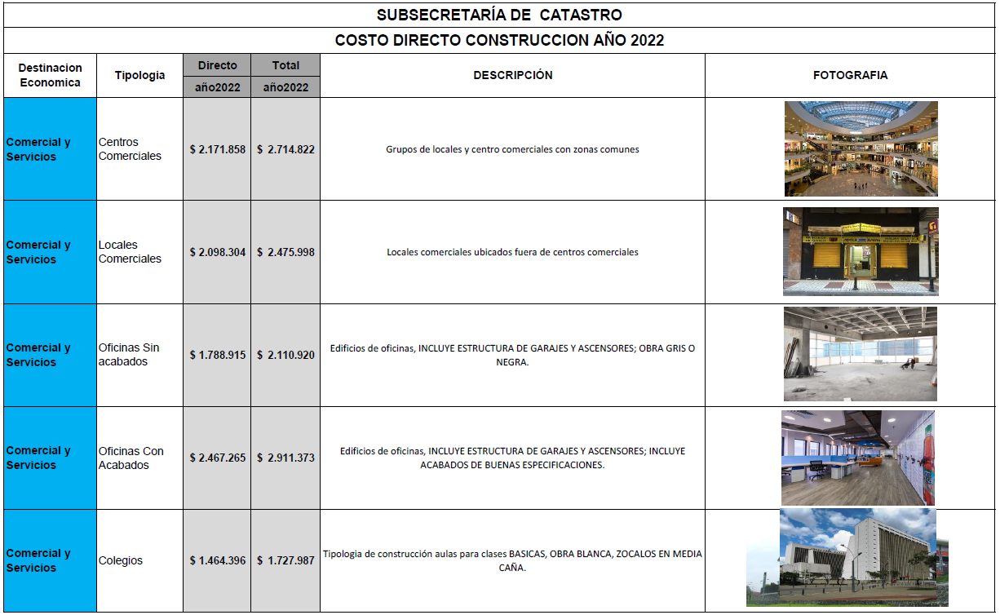 SUBSECRETARÍA DE  CATASTRO
COSTO DIRECTO CONSTRUCCION AÑO 2022
Destinacion
Economica
Tipologia
Directo
año2022
Total
año2022
DESCRIPCIÓN
FOTOGRAFIA
Comercial y
Servicios
Centros
Comerciales
$ 2.171.858
$ 2.714.822
Grupos de locales y centro comerciales con zonas comunes
Comercial y
Servicios
Locales
Comerciales
$ 2.098.304
$ 2.475.998
Locales comerciales ubicados fuera de centros comerciales
Comercial y
Servicios
Oficinas Sin
acabados
$ 1.788.915
$ 2.110.920
Edificios de oficinas, INCLUYE ESTRUCTURA DE GARAJES Y ASCENSORES; OBRA GRIS O
NEGRA.
Comercial y
Servicios
Oficinas Con
Acabados
$ 2.467.265
$ 2.911.373
Edificios de oficinas, INCLUYE ESTRUCTURA DE GARAJES Y ASCENSORES; INCLUYE
ACABADOS DE BUENAS ESPECIFICACIONES.
Comercial y
Servicios
Colegios
$ 1.464.396
$ 1.727.987
Tipologia de construcción aulas para clases BASICAS, OBRA BLANCA, ZOCALOS EN MEDIA
CAÑA.